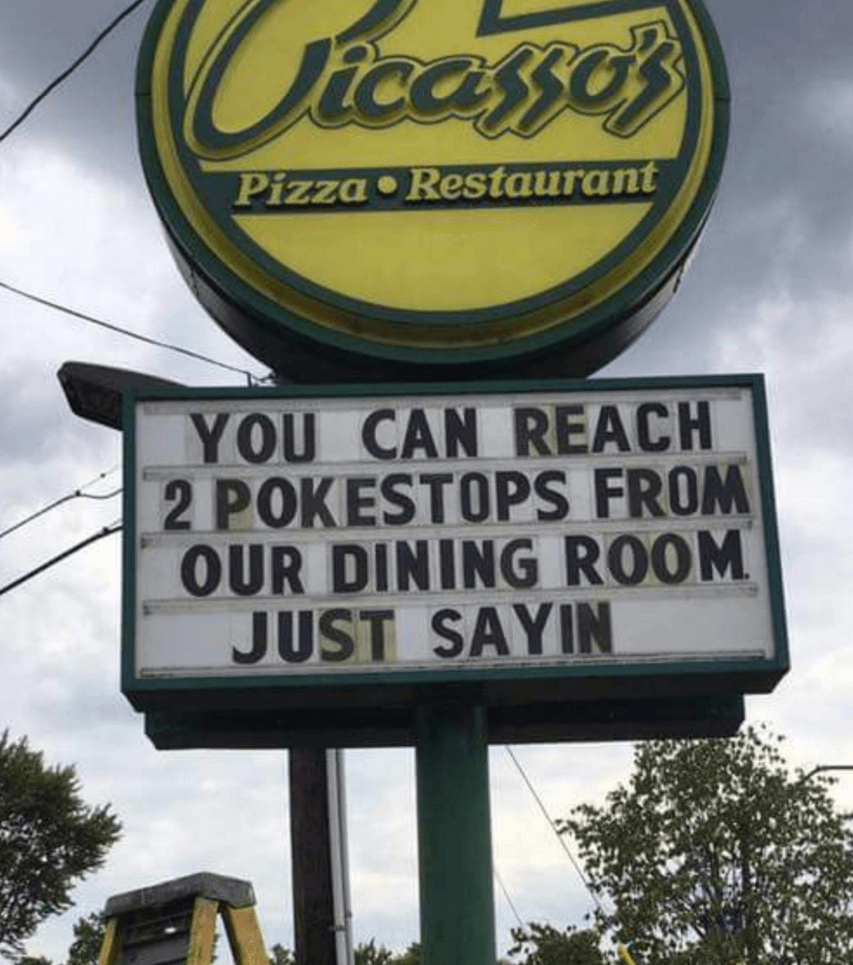 Picasso's
Pizza • Restaurant
YOU CAN REACH
2 POKESTOPS FROM
OUR DINING ROOM.
JUST SAYIN